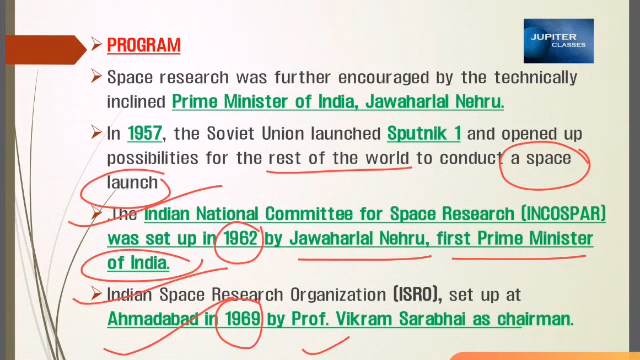 PROGRAM
JUPITER
CLASSES
Space research was further encouraged by the technically
inclined Prime Minister of India, Jawaharlal Nehru.
In 1957, the Soviet Union launched Sputnik 1 and opened up
possibilities for the rest of the world to conduct a space
launch
The Indian National Committee for Space Research (INCOSPAR)
was set up in 1962 by Jawaharlal Nehru, first Prime Minister
of India.
Indian Space Research Organization (ISRO), set up at
Ahmadabad in 1969 by Prof. Vikram Sarabhai as chairman.